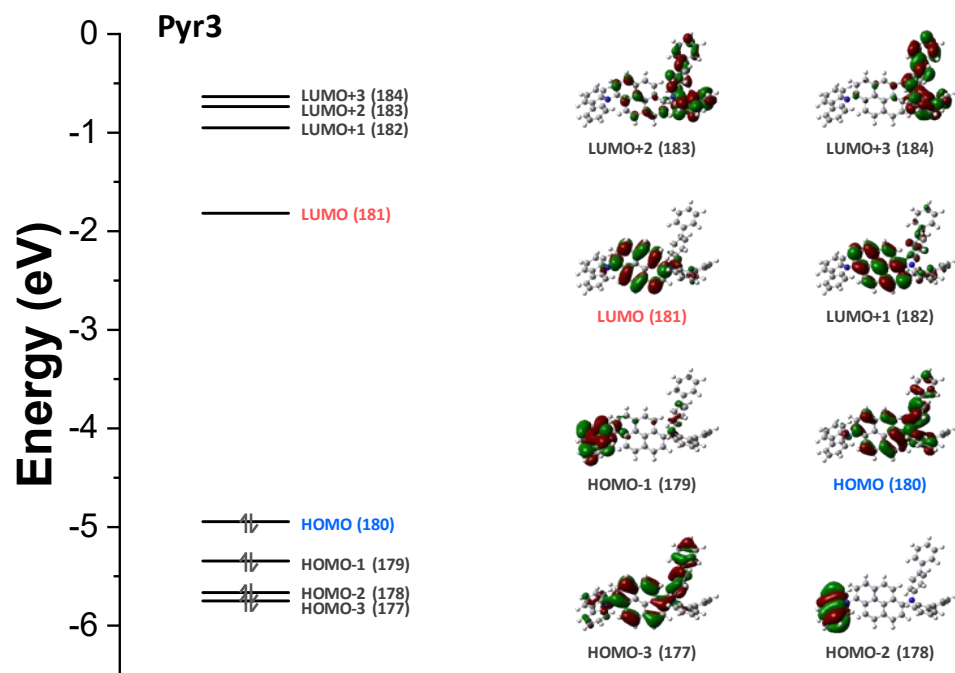 Pyr3
Energy (eV)
0
-1
-2
-3
-4
-5
-6
LUMO+3 (184)
LUMO+2 (183)
LUMO+1 (182)
LUMO (181)
HOMO (180)
HOMO-1 (179)
HOMO-2 (178)
HOMO-3 (177)
LUMO+2 (183)
LUMO+3 (184)
LUMO (181)
LUMO+1 (182)
HOMO-1 (179)
HOMO (180)
HOMO-3 (177)
HOMO-2 (178)